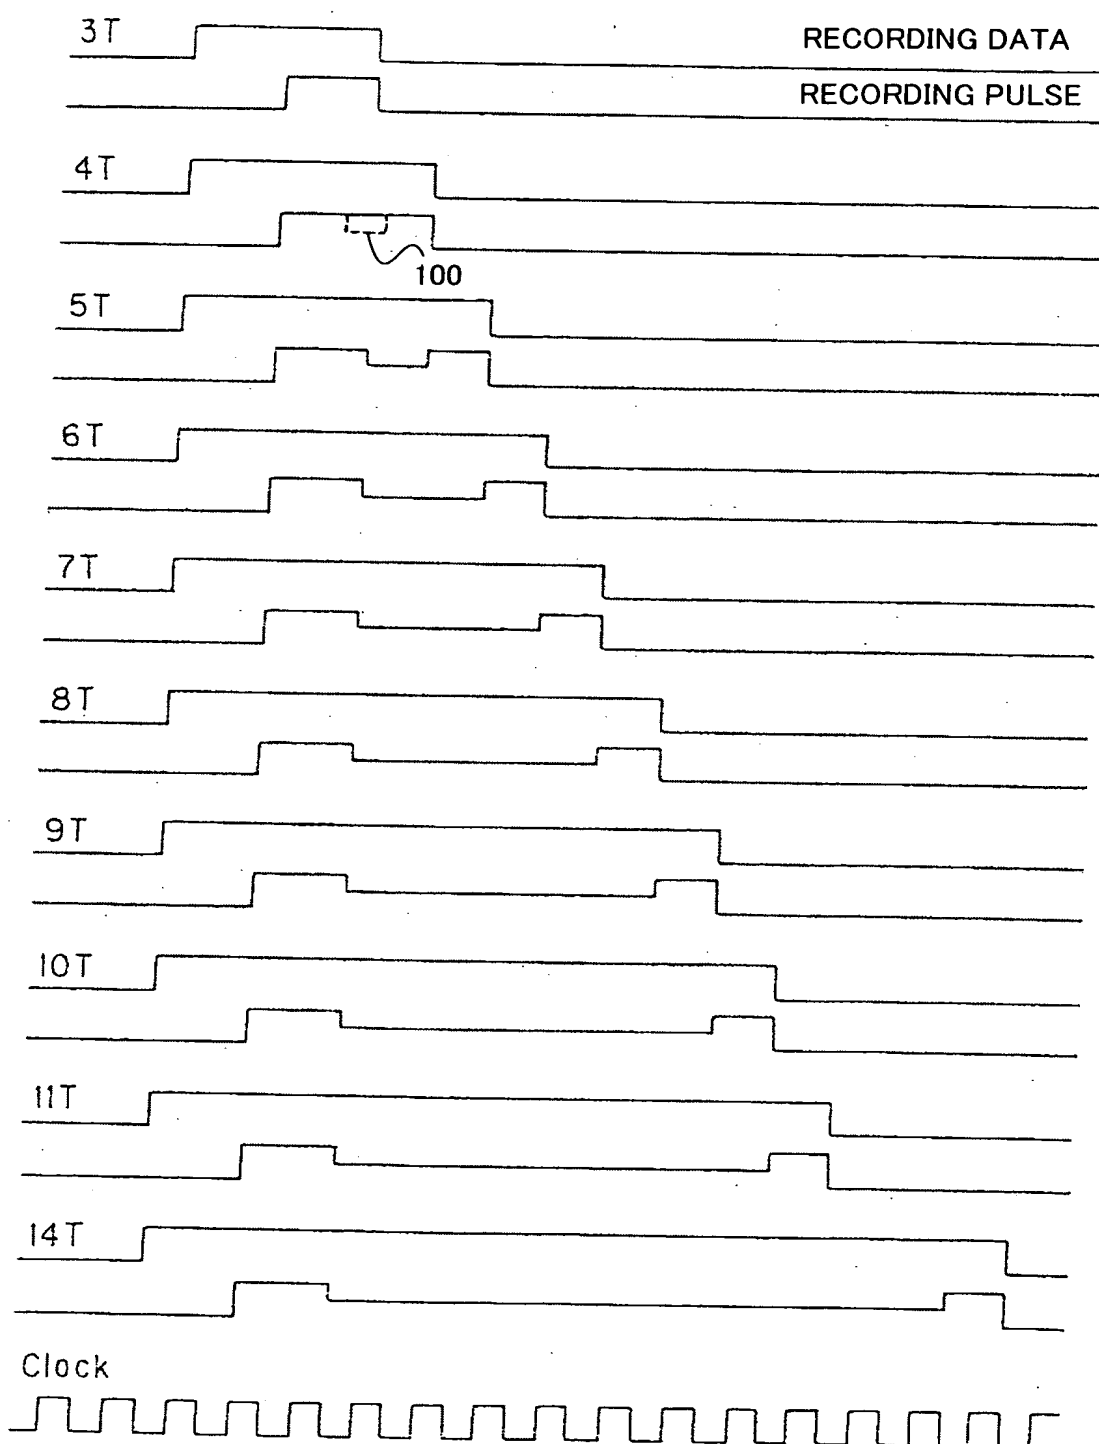 3T
RECORDING DATA
RECORDING PULSE
4T
100
5T
6T
7T
8T
9T
10T
11T
14T
Clock